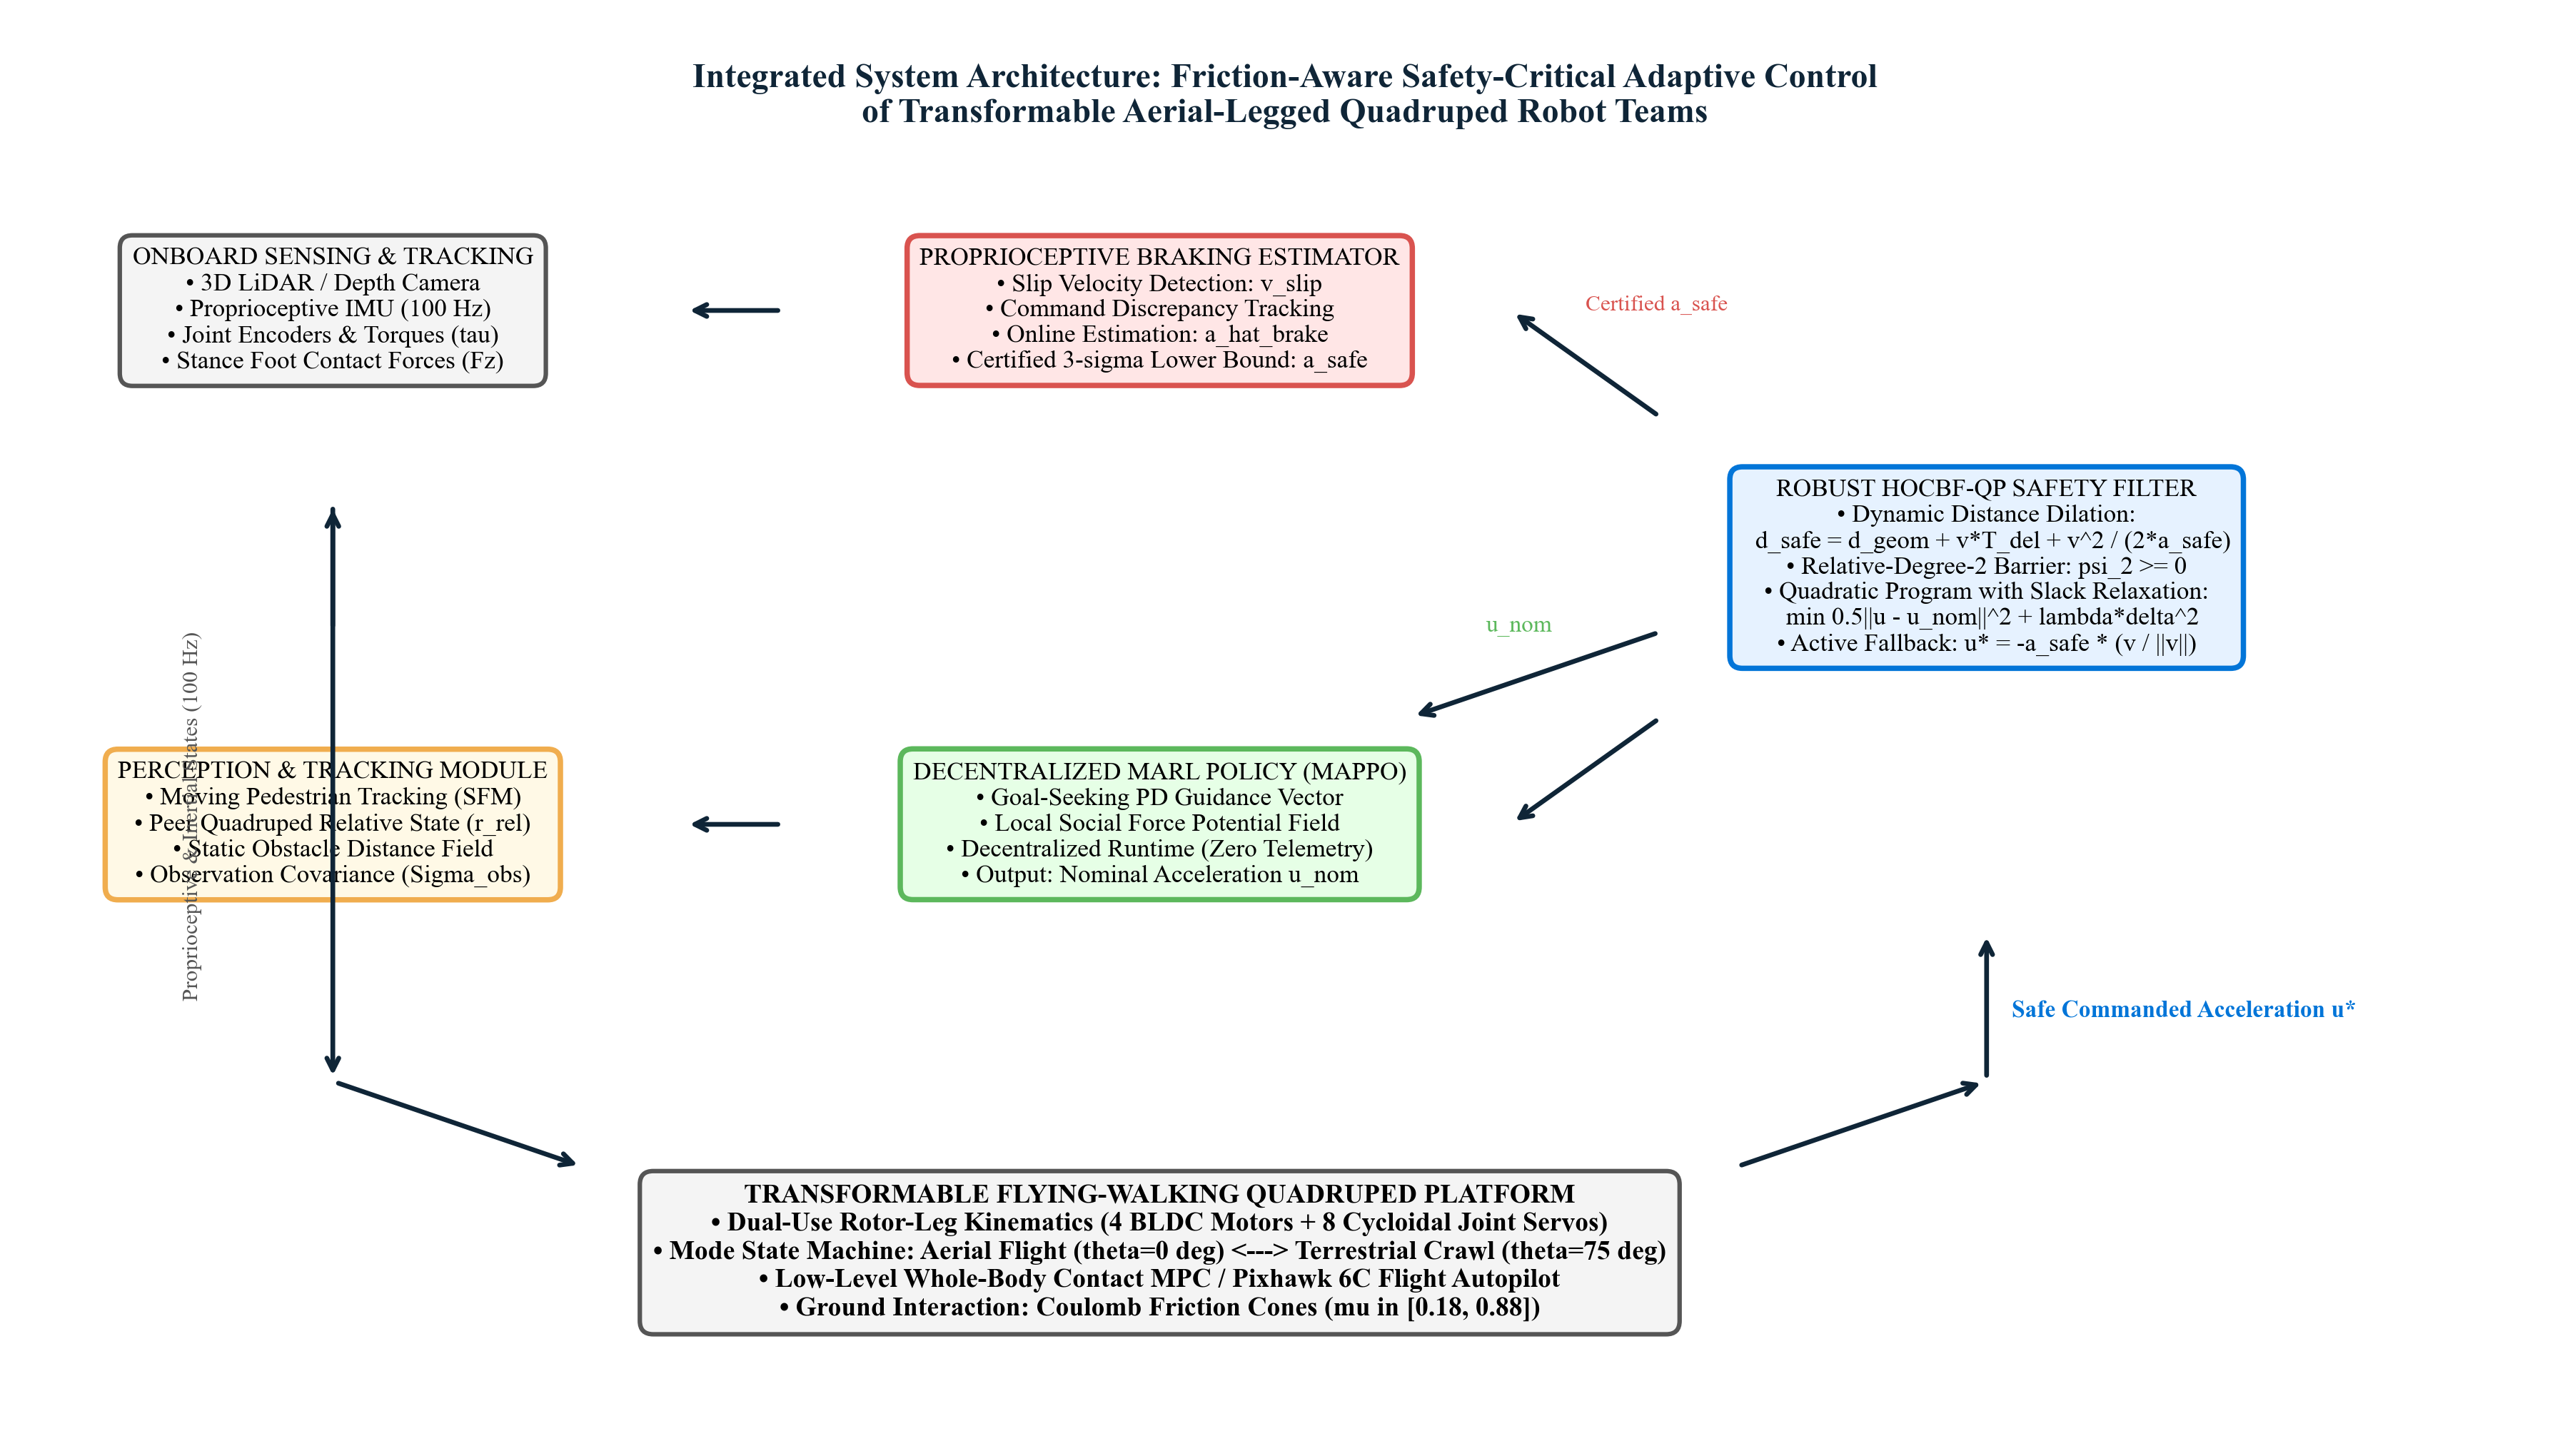 Integrated System Architecture: Friction-Aware Safety-Critical Adaptive Control
of Transformable Aerial-Legged Quadruped Robot Teams
ONBOARD SENSING & TRACKING
• 3D LiDAR / Depth Camera
• Proprioceptive IMU (100 Hz)
• Joint Encoders & Torques (tau)
• Stance Foot Contact Forces (Fz)
PROPRIOCEPTIVE BRAKING ESTIMATOR
• Slip Velocity Detection: v_slip
• Command Discrepancy Tracking
• Online Estimation: a_hat_brake
• Certified 3-sigma Lower Bound: a_safe
Certified a_safe
ROBUST HOCBF-QP SAFETY FILTER
• Dynamic Distance Dilation:
d_safe = d_geom + v*T_del + v^2 / (2*a_safe)
• Relative-Degree-2 Barrier: psi_2 >= 0
• Quadratic Program with Slack Relaxation:
min 0.5||u - u_nom||^2 + lambda*delta^2
• Active Fallback: u* = -a_safe * (v / ||v||)
u_nom
Proprioceptive & Inertial States (100 Hz)
PERCEPTION & TRACKING MODULE
• Moving Pedestrian Tracking (SFM)
• Peer Quadruped Relative State (r_rel)
• Static Obstacle Distance Field
• Observation Covariance (Sigma_obs)
DECENTRALIZED MARL POLICY (MAPPO)
• Goal-Seeking PD Guidance Vector
• Local Social Force Potential Field
• Decentralized Runtime (Zero Telemetry)
• Output: Nominal Acceleration u_nom
Safe Commanded Acceleration u*
TRANSFORMABLE FLYING-WALKING QUADRUPED PLATFORM
• Dual-Use Rotor-Leg Kinematics (4 BLDC Motors + 8 Cycloidal Joint Servos)
• Mode State Machine: Aerial Flight (theta=0 deg) <---> Terrestrial Crawl (theta=75 deg)
• Low-Level Whole-Body Contact MPC / Pixhawk 6C Flight Autopilot
• Ground Interaction: Coulomb Friction Cones (mu in [0.18, 0.88])